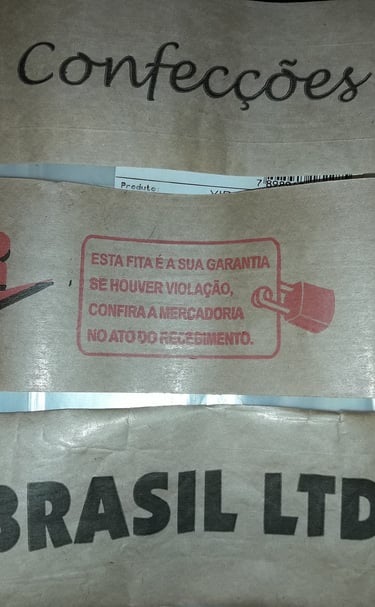 Confecções
Produto
ESTA FITA É A SUA GARANTIA
SE HOUVER VIOLAÇÃO,
CONFIRA A MERCADORIA
NO ATO DO RECEBIMENTO.
BRASIL LTD